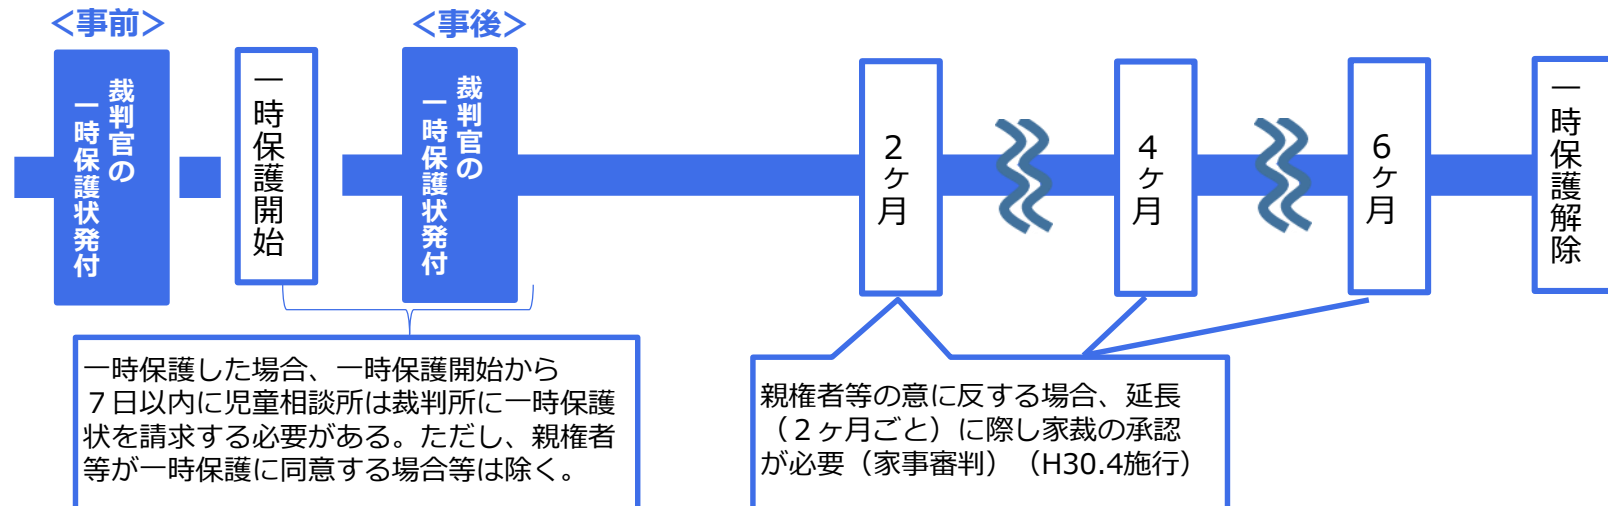 ＜事前＞
裁判官の
一時保護状発付
一時保護開始
＜事後＞
裁判官の
一時保護状発付
２ヶ月
４ヶ月
６ヶ月
一時保護解除
一時保護した場合、一時保護開始から
７日以内に児童相談所は裁判所に一時保護
状を請求する必要がある。ただし、親権者
等が一時保護に同意する場合等は除く。
親権者等の意に反する場合、延長
（２ヶ月ごと）に際し家裁の承認
が必要（家事審判）（H30.4施行）